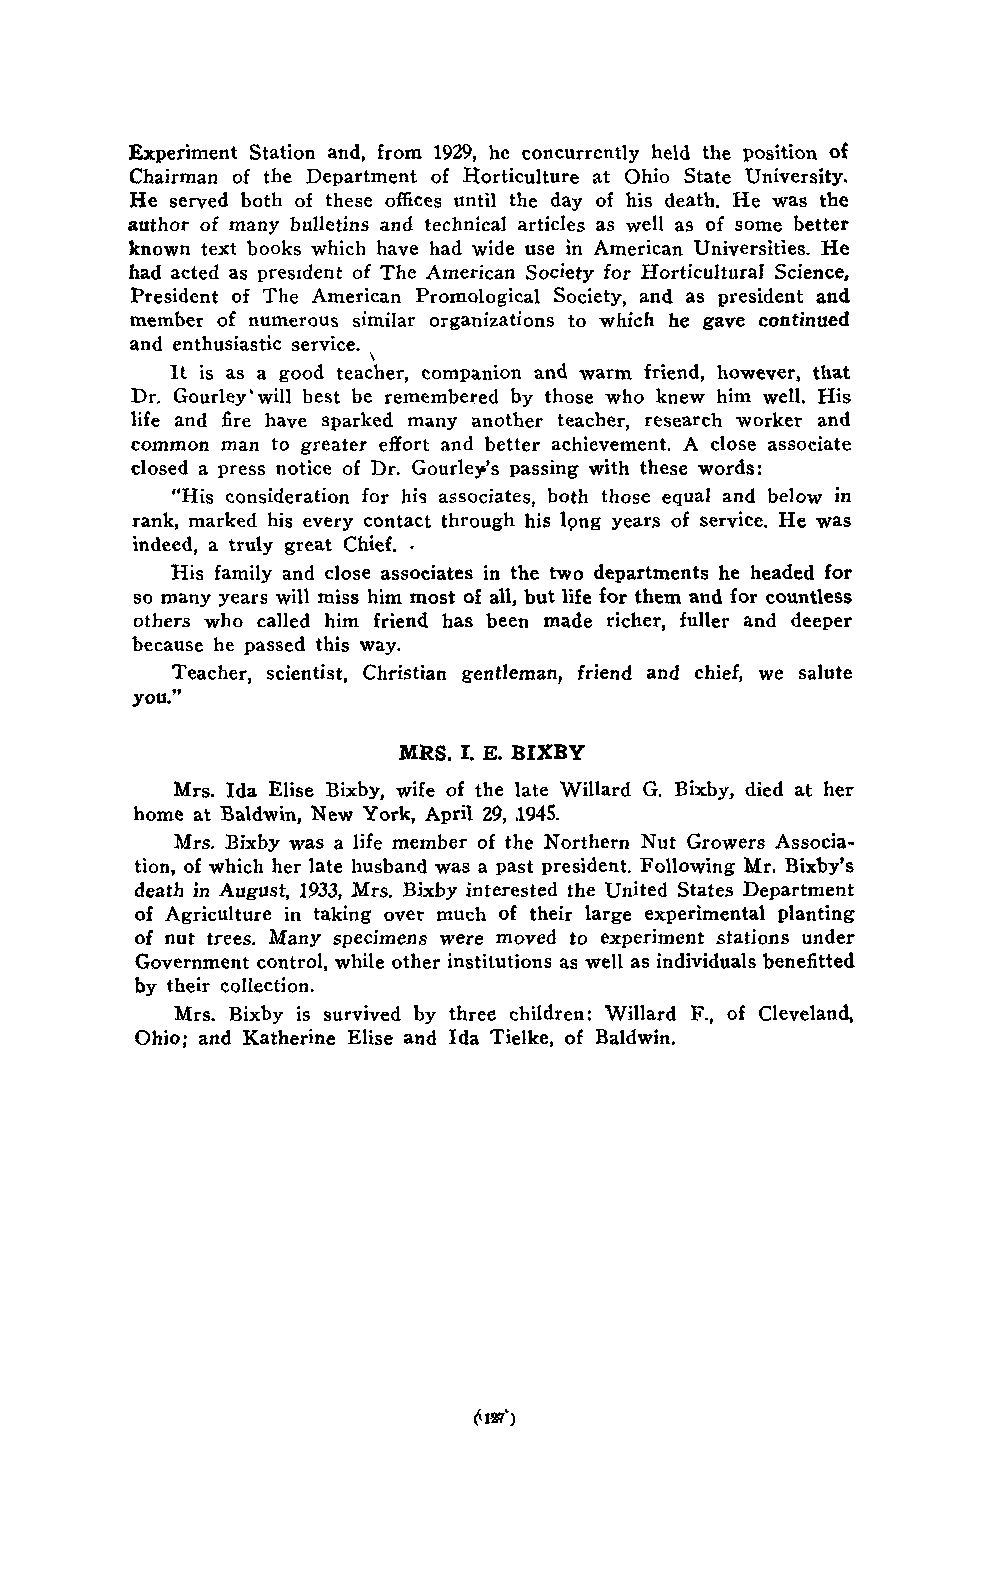 Experiment Station and, from 1929, he concurrently held the position of
Chairman of the Department of Horticulture at Ohio State University.
He served both of these offices until the day of his death. He was the
author of many bulletins and technical articles as well as of some better
known text books which have had wide use in American Universities. He
had acted as president of The American Society for Horticultural Science,
President of The American Promological Society, and as president and
member of numerous similar organizations to which he gave continued
and enthusiastic service.
It is as a good teacher, companion and warm friend, however, that
Dr. Gourley will best be remembered by those who knew him well. His
life and fire have sparked many another teacher, research worker and
common man to greater effort and better achievement. A close associate
closed a press notice of Dr. Gourley's passing with these words:
"His consideration for his associates, both those equal and below in
rank, marked his every contact through his long years of service. He was
indeed, a truly great Chief.
His family and close associates in the two departments he headed for
so many years will miss him most of all, but life for them and for countless
others who called him friend has been made richer, fuller and deeper
because he passed this way.
Teacher, scientist, Christian gentleman, friend and chief, we salute
you."
MRS. I. E. BIXBY
Mrs. Ida Elise Bixby, wife of the late Willard G. Bixby, died at her
home at Baldwin, New York, April 29, 1945.
Mrs. Bixby was a life member of the Northern Nut Growers Associa-
tion, of which her late husband was a past president. Following Mr. Bixby's
death in August, 1933, Mrs. Bixby interested the United States Department
of Agriculture in taking over much of their large experimental planting
of nut trees. Many specimens were moved to experiment stations under
Government control, while other institutions as well as individuals benefitted
by their collection.
Mrs. Bixby is survived by three children: Willard F., of Cleveland,
Ohio; and Katherine Elise and Ida Tielke, of Baldwin.
(127)